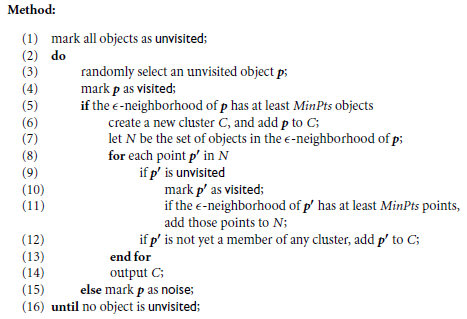 Method:
(1) mark all objects as unvisited;
(2) do
(3) randomly select an unvisited object p;
(4) mark p as visited;
(5) if the ϵ-neighborhood of p has at least MinPts objects
(6) create a new cluster C, and add p to C;
(7) let N be the set of objects in the ϵ-neighborhood of p;
(8) for each point p′ in N
(9) if p′ is unvisited
(10) mark p′ as visited;
(11) if the ϵ-neighborhood of p′ has at least MinPts points,
add those points to N;
(12) if p′ is not yet a member of any cluster, add p′ to C;
(13) end for
(14) output C;
(15) else mark p as noise;
(16) until no object is unvisited;